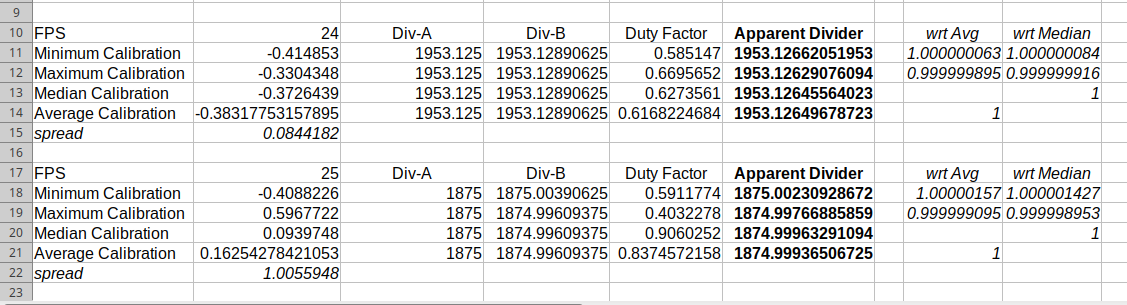 9
10 FPS 24 Div-A Div-B Duty Factor Apparent Divider wrt Avg wrt Median
11 Minimum Calibration -0.414853 1953.125 1953.12890625 0.585147 1953.12662051953 1.000000063 1.000000084
12 Maximum Calibration -0.3304348 1953.125 1953.12890625 0.6695652 1953.12629076094 0.999999895 0.999999916
13 Median Calibration -0.3726439 1953.125 1953.12890625 0.6273561 1953.12645564023 1
14 Average Calibration -0.38317753157895 1953.125 1953.12890625 0.6168224684 1953.12649678723 1
15 spread 0.0844182
16
17 FPS 25 Div-A Div-B Duty Factor Apparent Divider wrt Avg wrt Median
18 Minimum Calibration -0.4088226 1875 1875.00390625 0.5911774 1875.00230928672 1.00000157 1.000001427
19 Maximum Calibration 0.5967722 1875 1874.99609375 0.4032278 1874.99766885859 0.999999095 0.999998953
20 Median Calibration 0.0939748 1875 1874.99609375 0.9060252 1874.99963291094 1
21 Average Calibration 0.16254278421053 1875 1874.99609375 0.8374572158 1874.99936506725 1
22 spread 1.0055948
23